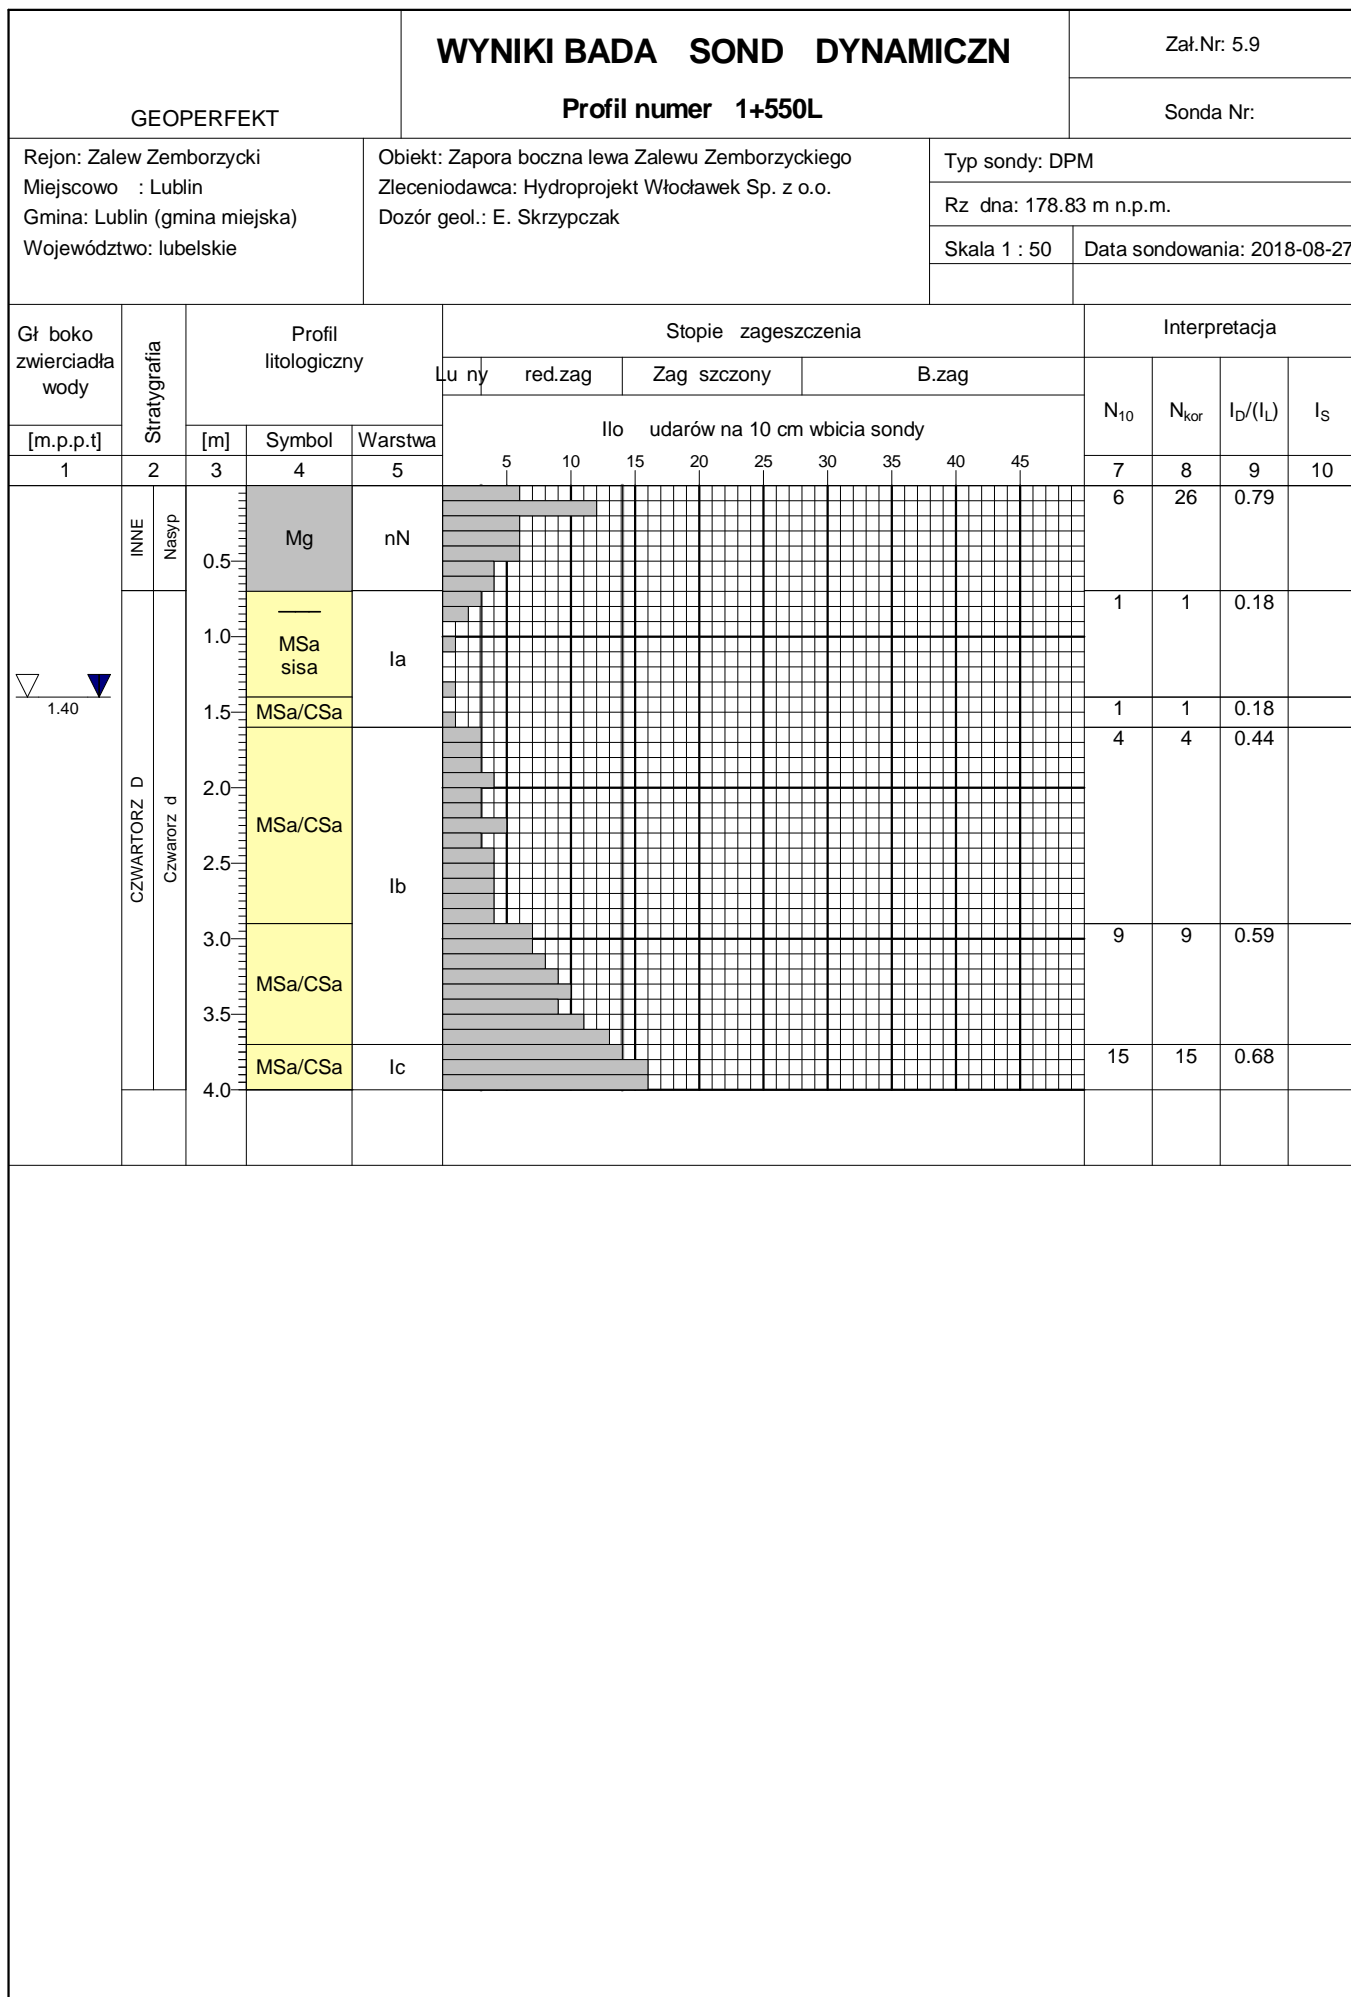 WYNIKI BADA SOND DYNAMICZN
Profil numer 1+550L
Zał.Nr: 5.9
GEOPERFEKT
Sonda Nr:
Rejon: Zalew Zemborzycki
Miejscowo : Lublin
Gmina: Lublin (gmina miejska)
Województwo: lubelskie
Obiekt: Zapora boczna lewa Zalewu Zemborzyckiego
Zleceniodawca: Hydroprojekt Włocławek Sp. z o.o.
Dozór geol.: E. Skrzypczak
Typ sondy: DPM
Rz dna: 178.83 m n.p.m.
Skala 1 : 50 Data sondowania: 2018-08-27
Gł boko
zwierciadła
wody
[m.p.p.t]
Stratygrafia
Profil
litologiczny
[m] Symbol Warstwa
Stopie zageszczenia
Lu ny red.zag Zag szczony B.zag
Ilo udarów na 10 cm wbicia sondy
5 10 15 20 25 30 35 40 45
Interpretacja
N10 Nkor ID/(IL) IS
1 2 3 4 5 7 8 9 10
INNE
Nasyp
Mg nN 6 26 0.79
0.5
1.0
MSa
sisa
Ia 1 1 0.18
1.40
1.5
MSa/CSa 1 1 0.18
CZWARTORZ D
Czwarorz d
2.0
MSa/CSa 4 4 0.44
2.5
Ib
3.0
MSa/CSa 9 9 0.59
3.5
MSa/CSa Ic 15 15 0.68
4.0